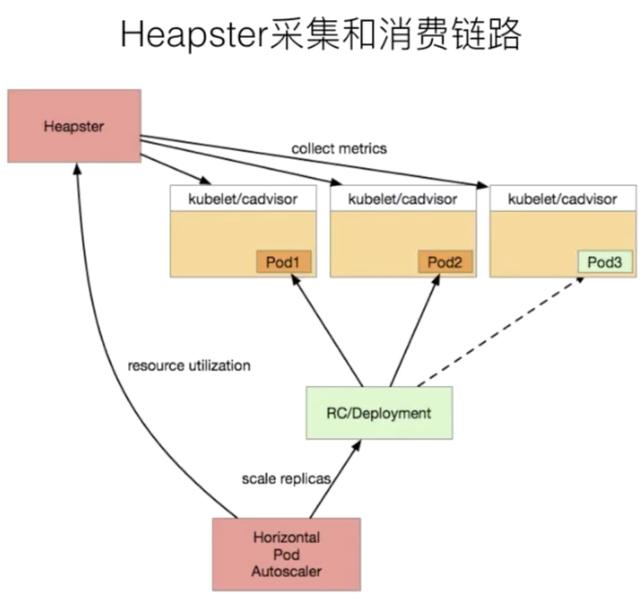 Heapster采集和消费链路
Heapster
collect metrics
kubelet/cadvisor
kubelet/cadvisor
kubelet/cadvisor
Pod1
Pod2
Pod3
resource utilization
RC/Deployment
scale replicas
Horizontal
Pod
Autoscaler